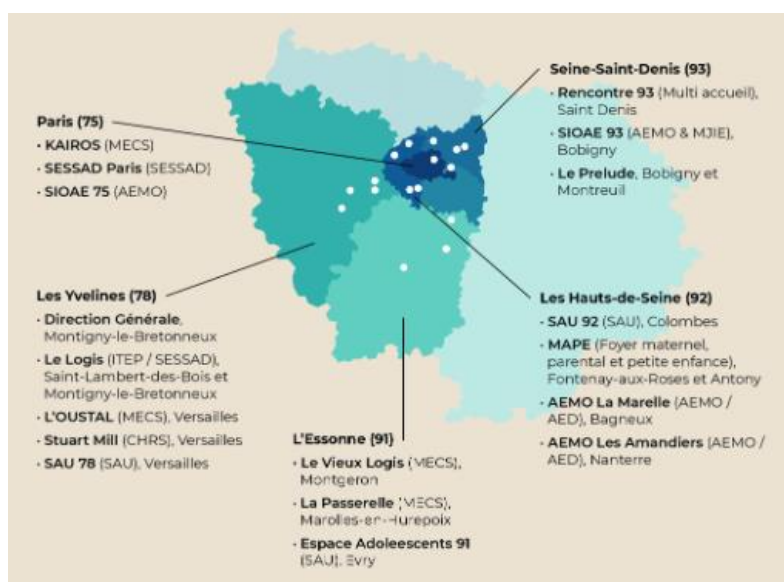 Paris (75)
• KAIROS (MECS)
• SESSAD Paris (SESSAD)
• SIOAE 75 (AEMO)
Seine-Saint-Denis (93)
• Rencontre 93 (Multi accueil),
Saint Denis
• SIOAE 93 (AEMO & MJIE),
Bobigny
• Le Prelude, Bobigny et
Montreuil
Les Yvelines (78)
• Direction Générale,
Montigny-le-Bretonneux
• Le Logis (ITEP / SESSAD),
Saint-Lambert-des-Bois et
Montigny-le-Bretonneux
• L'OUSTAL (MECS), Versailles
• Stuart Mill (CHRS), Versailles
• SAU 78 (SAU), Versailles
L'Essonne (91)
• Le Vieux Logis (MECS),
Montgeron
• La Passerelle (MECS),
Marolles-en-Hurepoix
• Espace Adoleescents 91
(SAU), Evry
Les Hauts-de-Seine (92)
• SAU 92 (SAU), Colombes
• MAPE (Foyer maternel,
parental et petite enfance),
Fontenay-aux-Roses et Antony
• AEMO La Marelle (AEMO /
AED), Bagneux
• AEMO Les Amandiers (AEMO /
AED), Nanterre